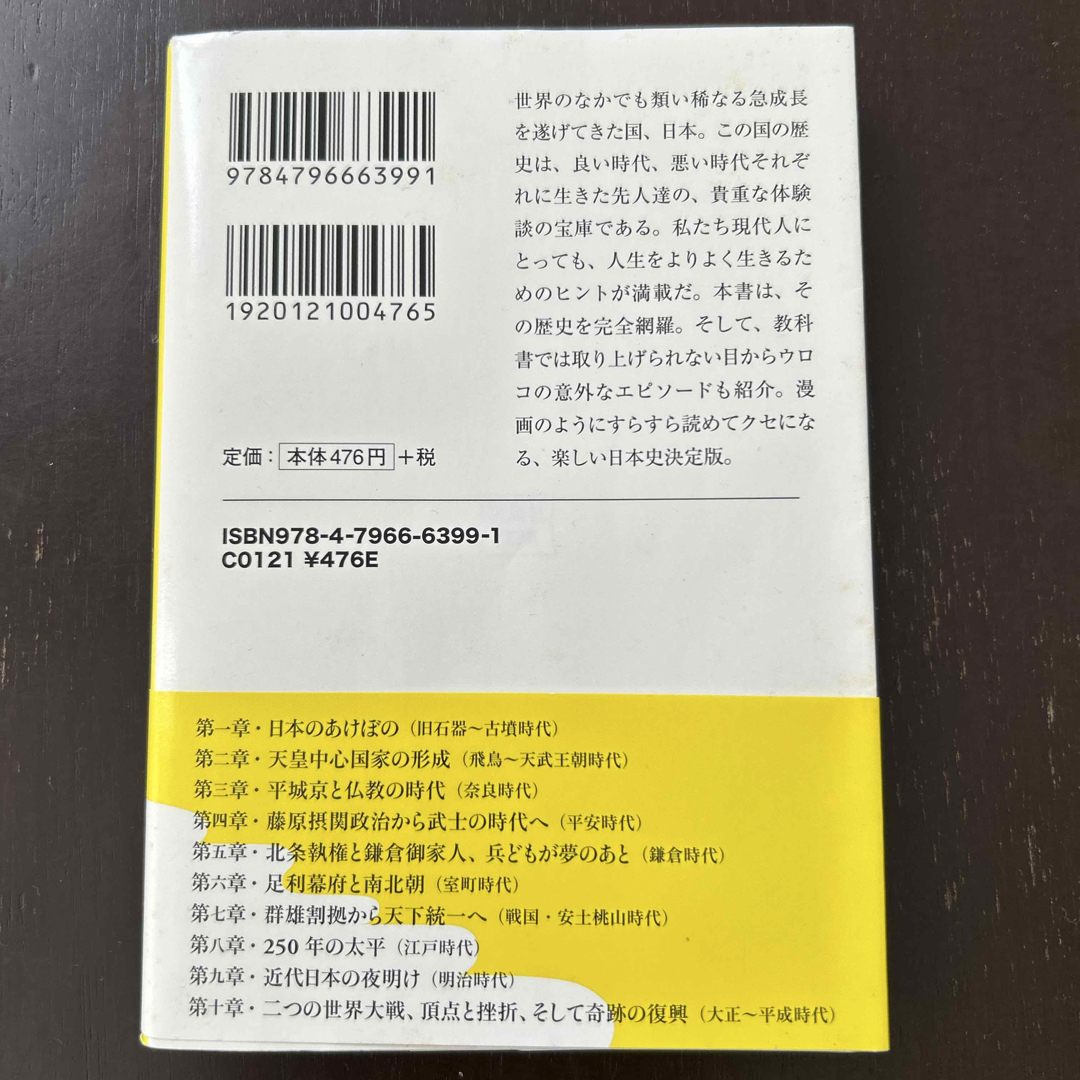 9784796663991
1920121004765
定価：本体476円+税
世界のなかでも類い稀なる急成長
を遂げてきた国、日本。この国の歴
史は、良い時代、悪い時代それぞ
れに生きた先人達の、貴重な体験
談の宝庫である。私たち現代人に
とっても、人生をよりよく生きるた
めのヒントが満載だ。本書は、そ
の歴史を完全網羅。そして、教科
書では取り上げられない目からウロ
コの意外なエピソードも紹介。漫
画のようにすらすら読めてクセにな
る、楽しい日本史決定版。
ISBN978-4-7966-6399-1
C0121 ¥476E
第一章・日本のあけぼの（旧石器〜古墳時代）
第二章・天皇中心国家の形成（飛鳥〜天武王朝時代）
第三章・平城京と仏教の時代（奈良時代）
第四章・藤原摂関政治から武士の時代へ（平安時代）
第五章・北条執権と鎌倉御家人、兵どもが夢のあと（鎌倉時代）
第六章・足利幕府と南北朝（室町時代）
第七章・群雄割拠から天下統一へ（戦国・安土桃山時代）
第八章・250年の太平（江戸時代）
第九章・近代日本の夜明け（明治時代）
第十章・二つの世界大戦、頂点と挫折、そして奇跡の復興（大正〜平成時代）